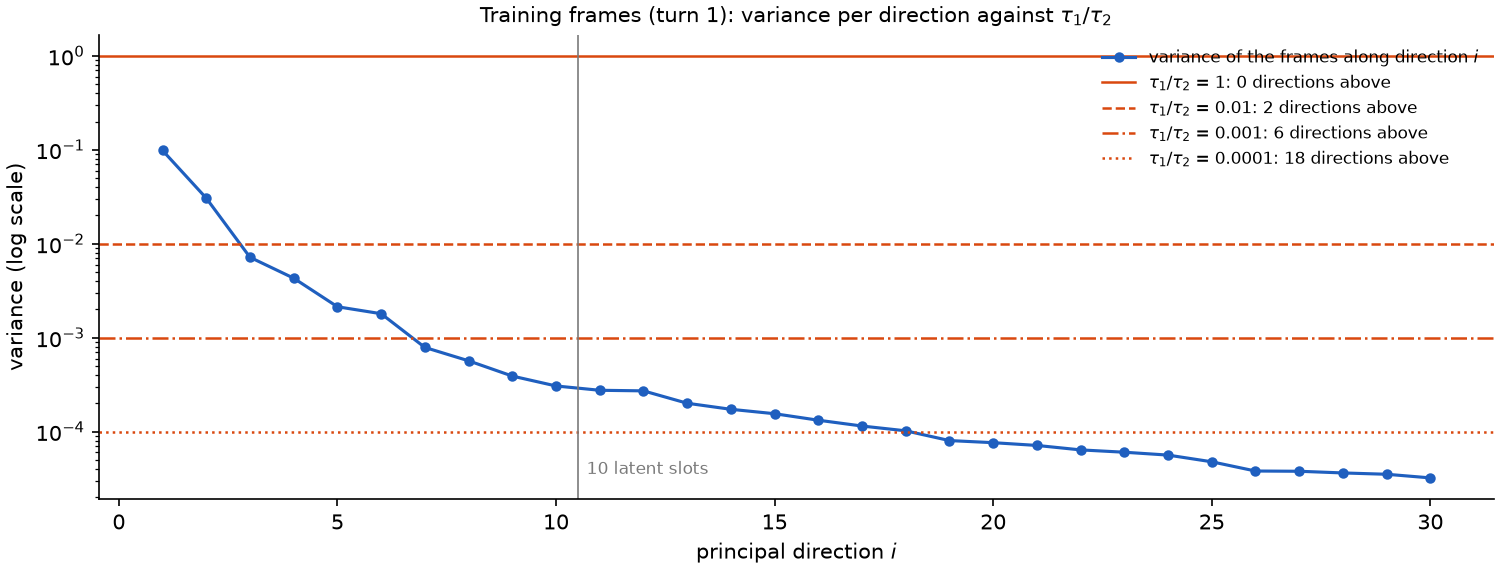 Training frames (turn 1): variance per direction against τ₁/τ₂
variance (log scale)
10⁰
10⁻¹
10⁻²
10⁻³
10⁻⁴
variance of the frames along direction i
τ₁/τ₂ = 1: 0 directions above
τ₁/τ₂ = 0.01: 2 directions above
τ₁/τ₂ = 0.001: 6 directions above
τ₁/τ₂ = 0.0001: 18 directions above
10 latent slots
0 5 10 15 20 25 30
principal direction i